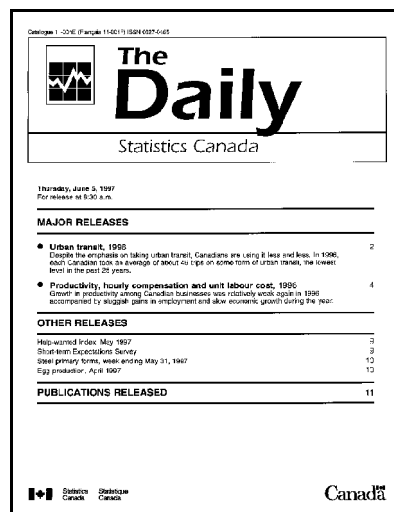 Catalogue 11-001E (Français 11-001F) ISSN 0827-0465
The
Daily
Statistics Canada
Thursday, June 5, 1997
For release at 8:30 a.m.
MAJOR RELEASES
● Urban transit, 1996 2
Despite the emphasis on taking urban transit, Canadians are using it less and less. In 1996,
each Canadian took an average of about 48 trips on some form of urban transit, the lowest
level in the past 25 years.
● Productivity, hourly compensation and unit labour cost, 1996 4
Growth in productivity among Canadian businesses was relatively weak again in 1996
accompanied by sluggish gains in employment and slow economic growth during the year.
OTHER RELEASES
Help-wanted Index, May 1997 9
Short-term Expectations Survey 9
Steel primary forms, week ending May 31, 1997 10
Egg production, April 1997 10
PUBLICATIONS RELEASED 11
Statistics Statistique
Canada Canada
Canada